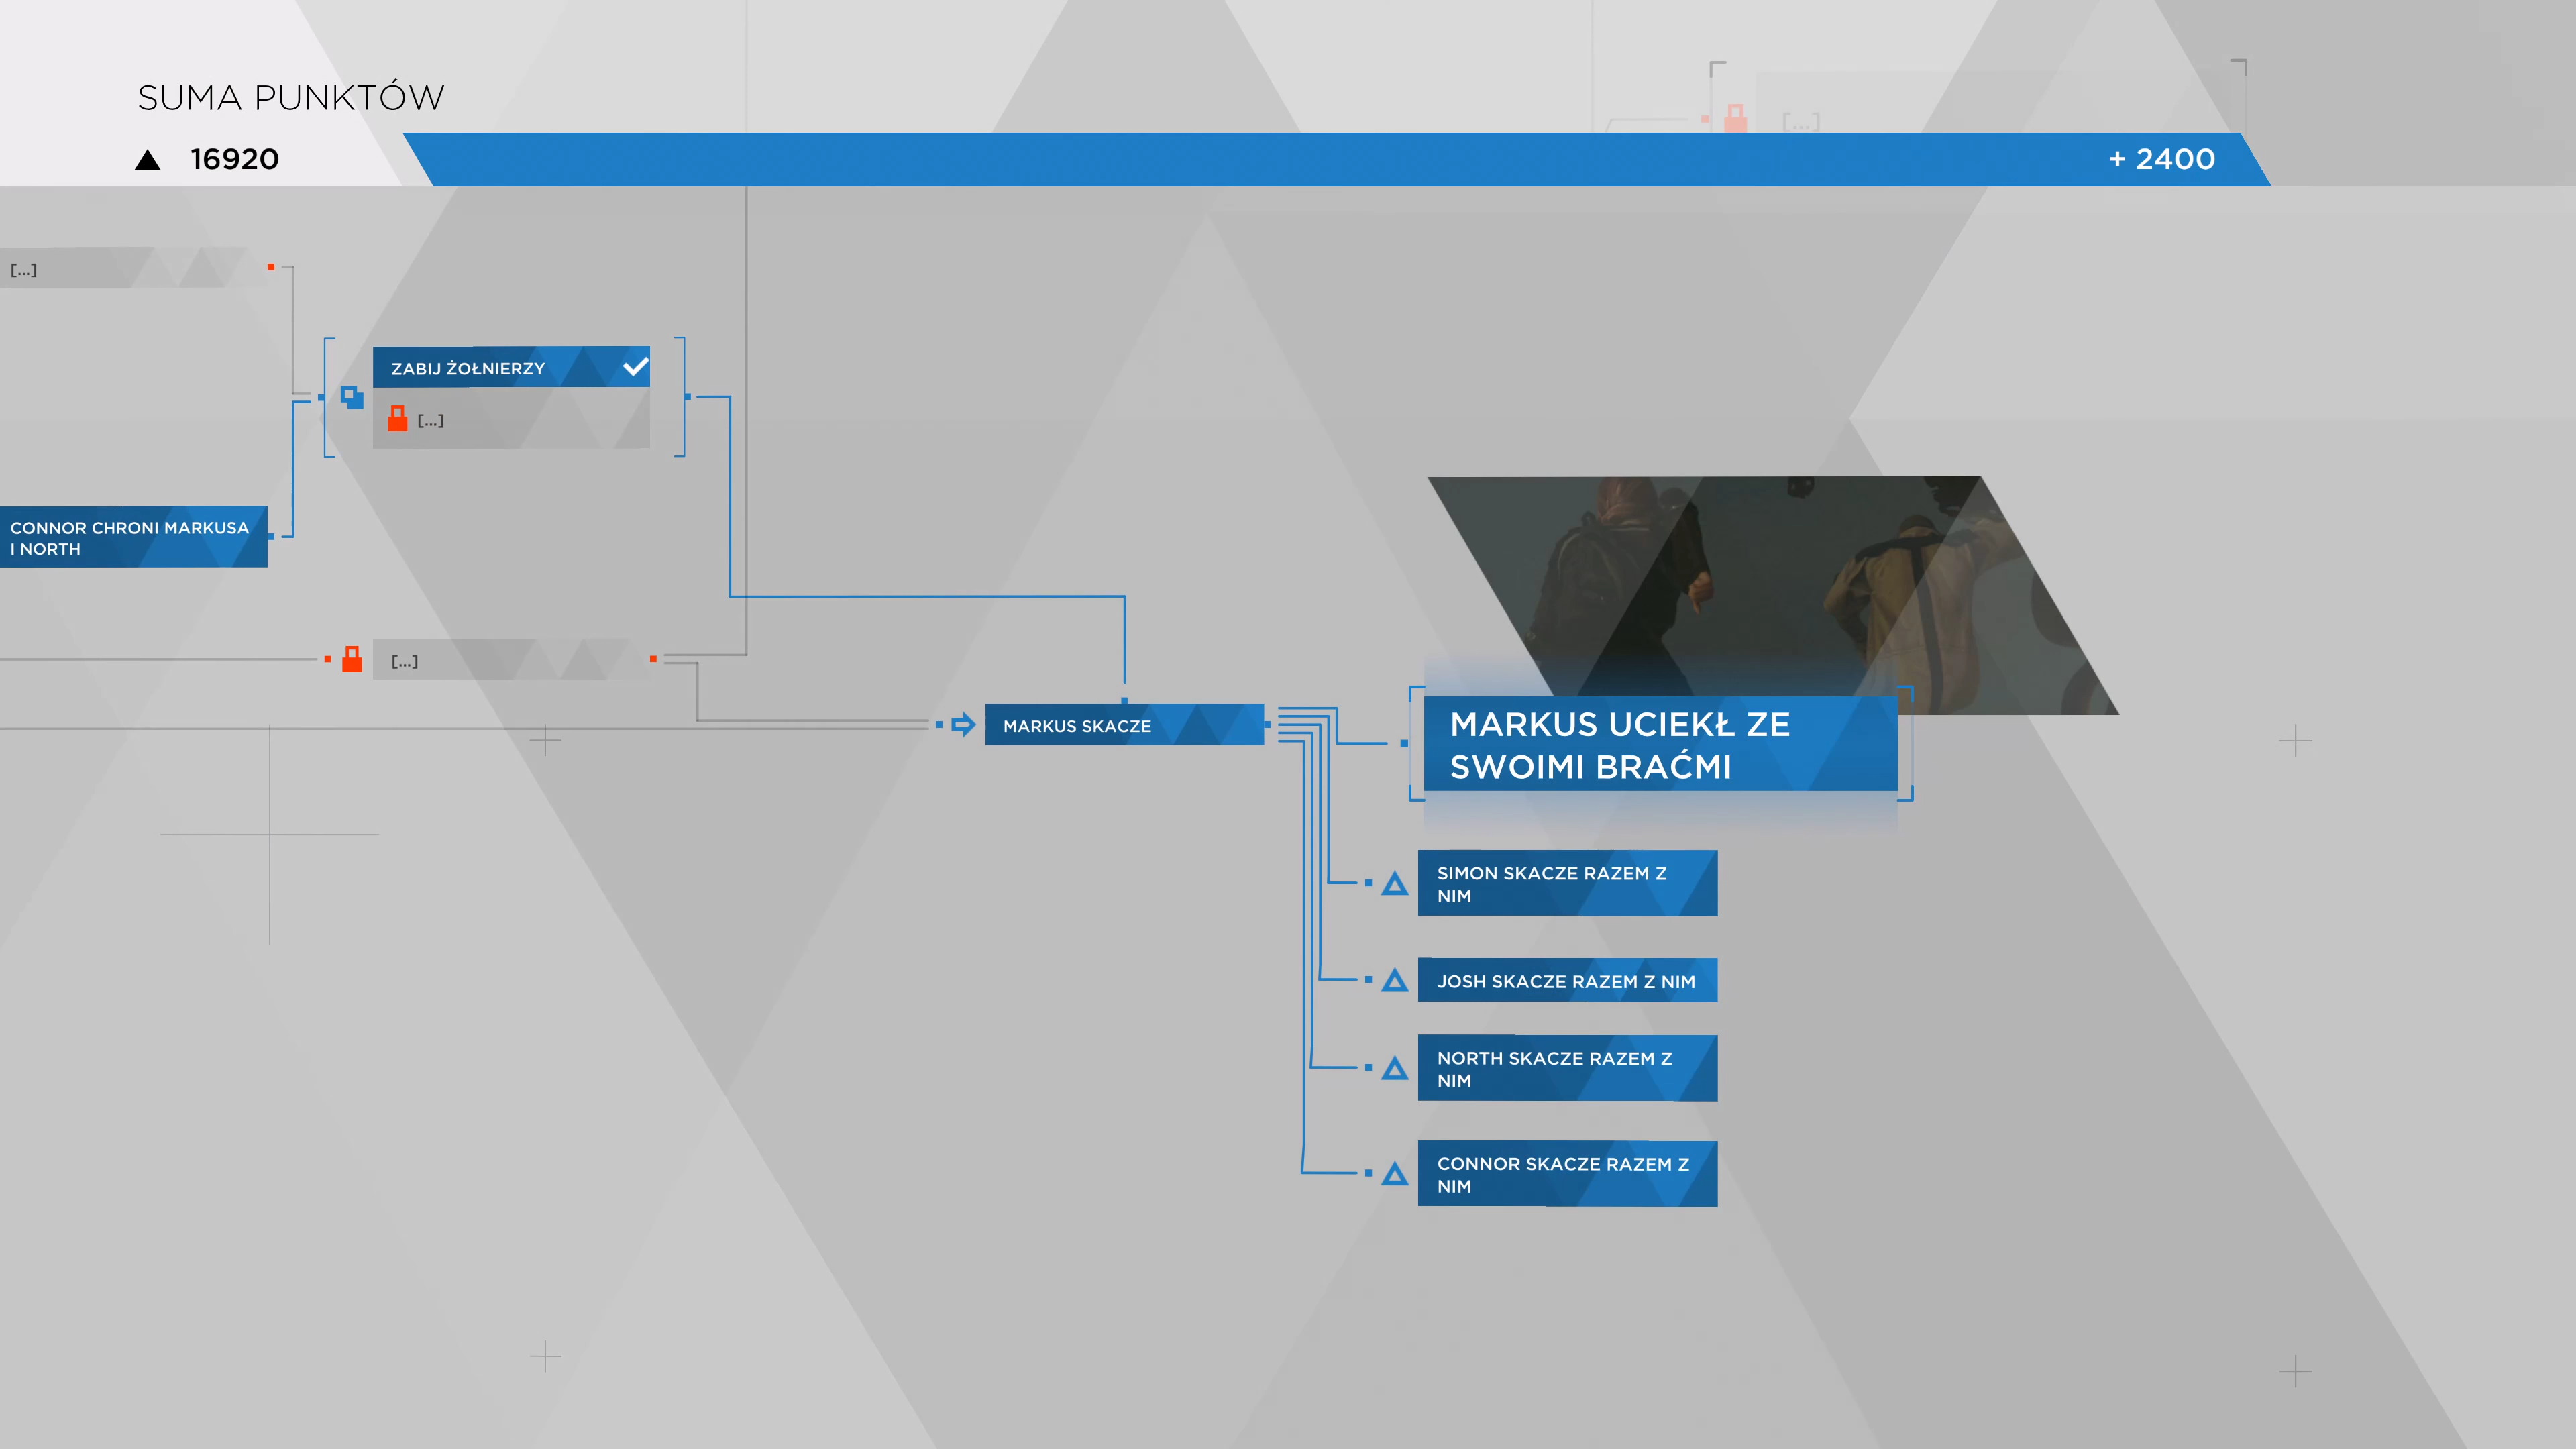 SUMA PUNKTÓW
16920
+ 2400
[...]
[...]
ZABIJ ŻOŁNIERZY
[...]
CONNOR CHRONI MARKUSA
I NORTH
[...]
MARKUS SKACZE
MARKUS UCIEKŁ ZE
SWOIMI BRAĆMI
SIMON SKACZE RAZEM Z
NIM
JOSH SKACZE RAZEM Z NIM
NORTH SKACZE RAZEM Z
NIM
CONNOR SKACZE RAZEM Z
NIM